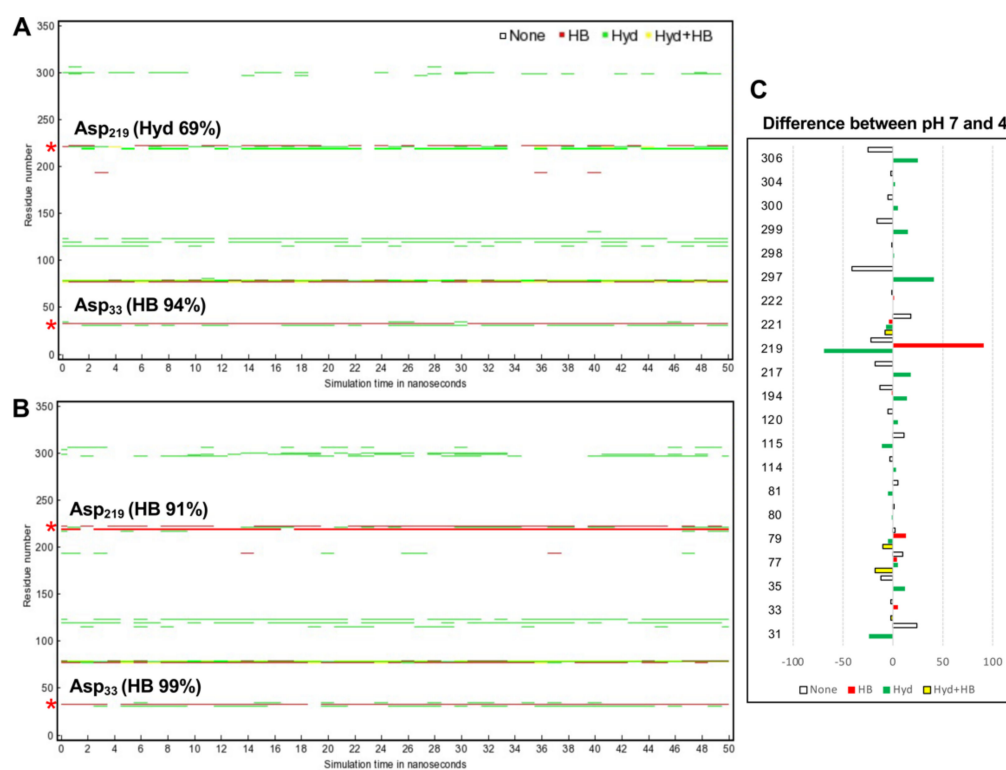 A
None HB Hyd Hyd+HB
350
300
250
200
150
100
50
0
Residue number
Asp219 (Hyd 69%)
*
Asp33 (HB 94%)
*
0 2 4 6 8 10 12 14 16 18 20 22 24 26 28 30 32 34 36 38 40 42 44 46 48 50
Simulation time in nanoseconds
B
350
300
250
200
150
100
50
0
Residue number
Asp219 (HB 91%)
*
Asp33 (HB 99%)
*
0 2 4 6 8 10 12 14 16 18 20 22 24 26 28 30 32 34 36 38 40 42 44 46 48 50
Simulation time in nanoseconds
C
Difference between pH 7 and 4
306
304
300
299
298
297
222
221
219
217
194
120
115
114
81
80
79
77
35
33
31
-100 -50 0 50 100
None HB Hyd Hyd+HB